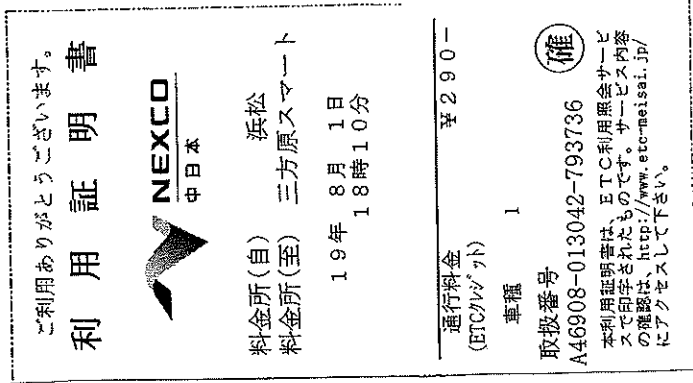 ご利用ありがとうございます。
利用証明書
NEXCO
中日本
料金所(自) 浜松
料金所(至) 三方原スマート
19年 8月 1日
18時10分
通行料金 ¥290-
(ETCクレジット)
車種 1
取扱番号
A46908-013042-793736
確
本利用証明書は、ETC利用照会サービ
スで印字されたものです。サービス内容
の確認は、http://www.etc-meisai.jp/
にアクセスして下さい。